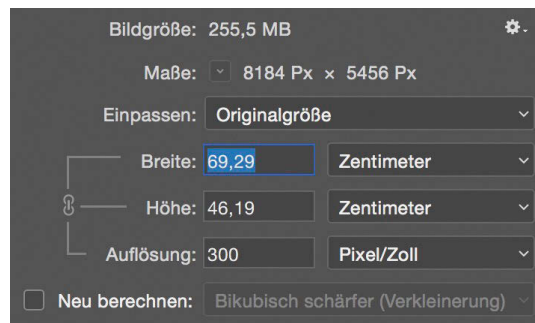 Bildgröße: 255,5 MB
Maße: 8184 Px × 5456 Px
Einpassen: Originalgröße
Breite: 69,29 Zentimeter
Höhe: 46,19 Zentimeter
Auflösung: 300 Pixel/Zoll
Neu berechnen: Bikubisch schärfer (Verkleinerung)